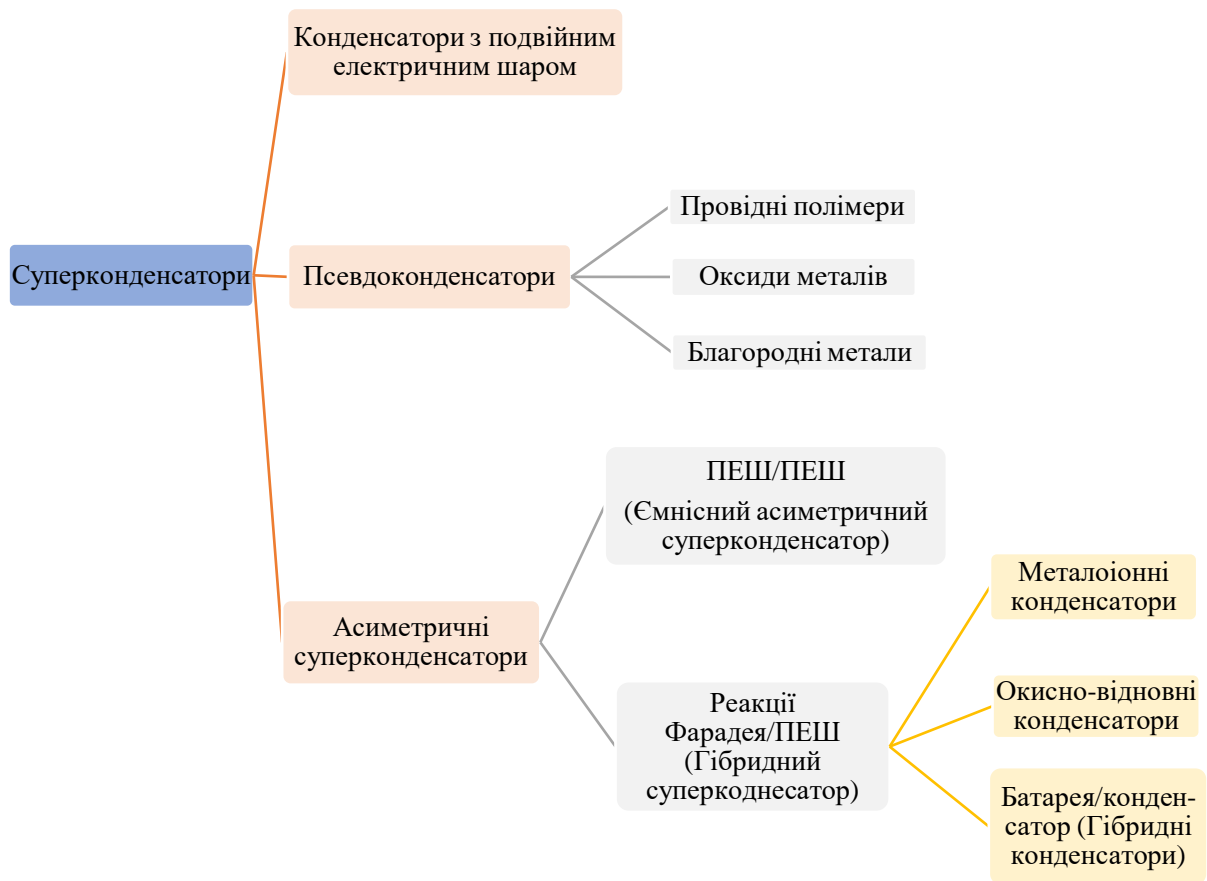 Конденсатори з подвійним
електричним шаром
Суперконденсатори
Псевдоконденсатори
Провідні полімери
Оксиди металів
Благородні метали
Асиметричні
суперконденсатори
ПЕШ/ПЕШ
(Ємнісний асиметричний
суперконденсатор)
Реакції
Фарадея/ПЕШ
(Гібридний
суперкоднесатор)
Металоіонні
конденсатори
Окисно-відновні
конденсатори
Батарея/конден-
сатор (Гібридні
конденсатори)